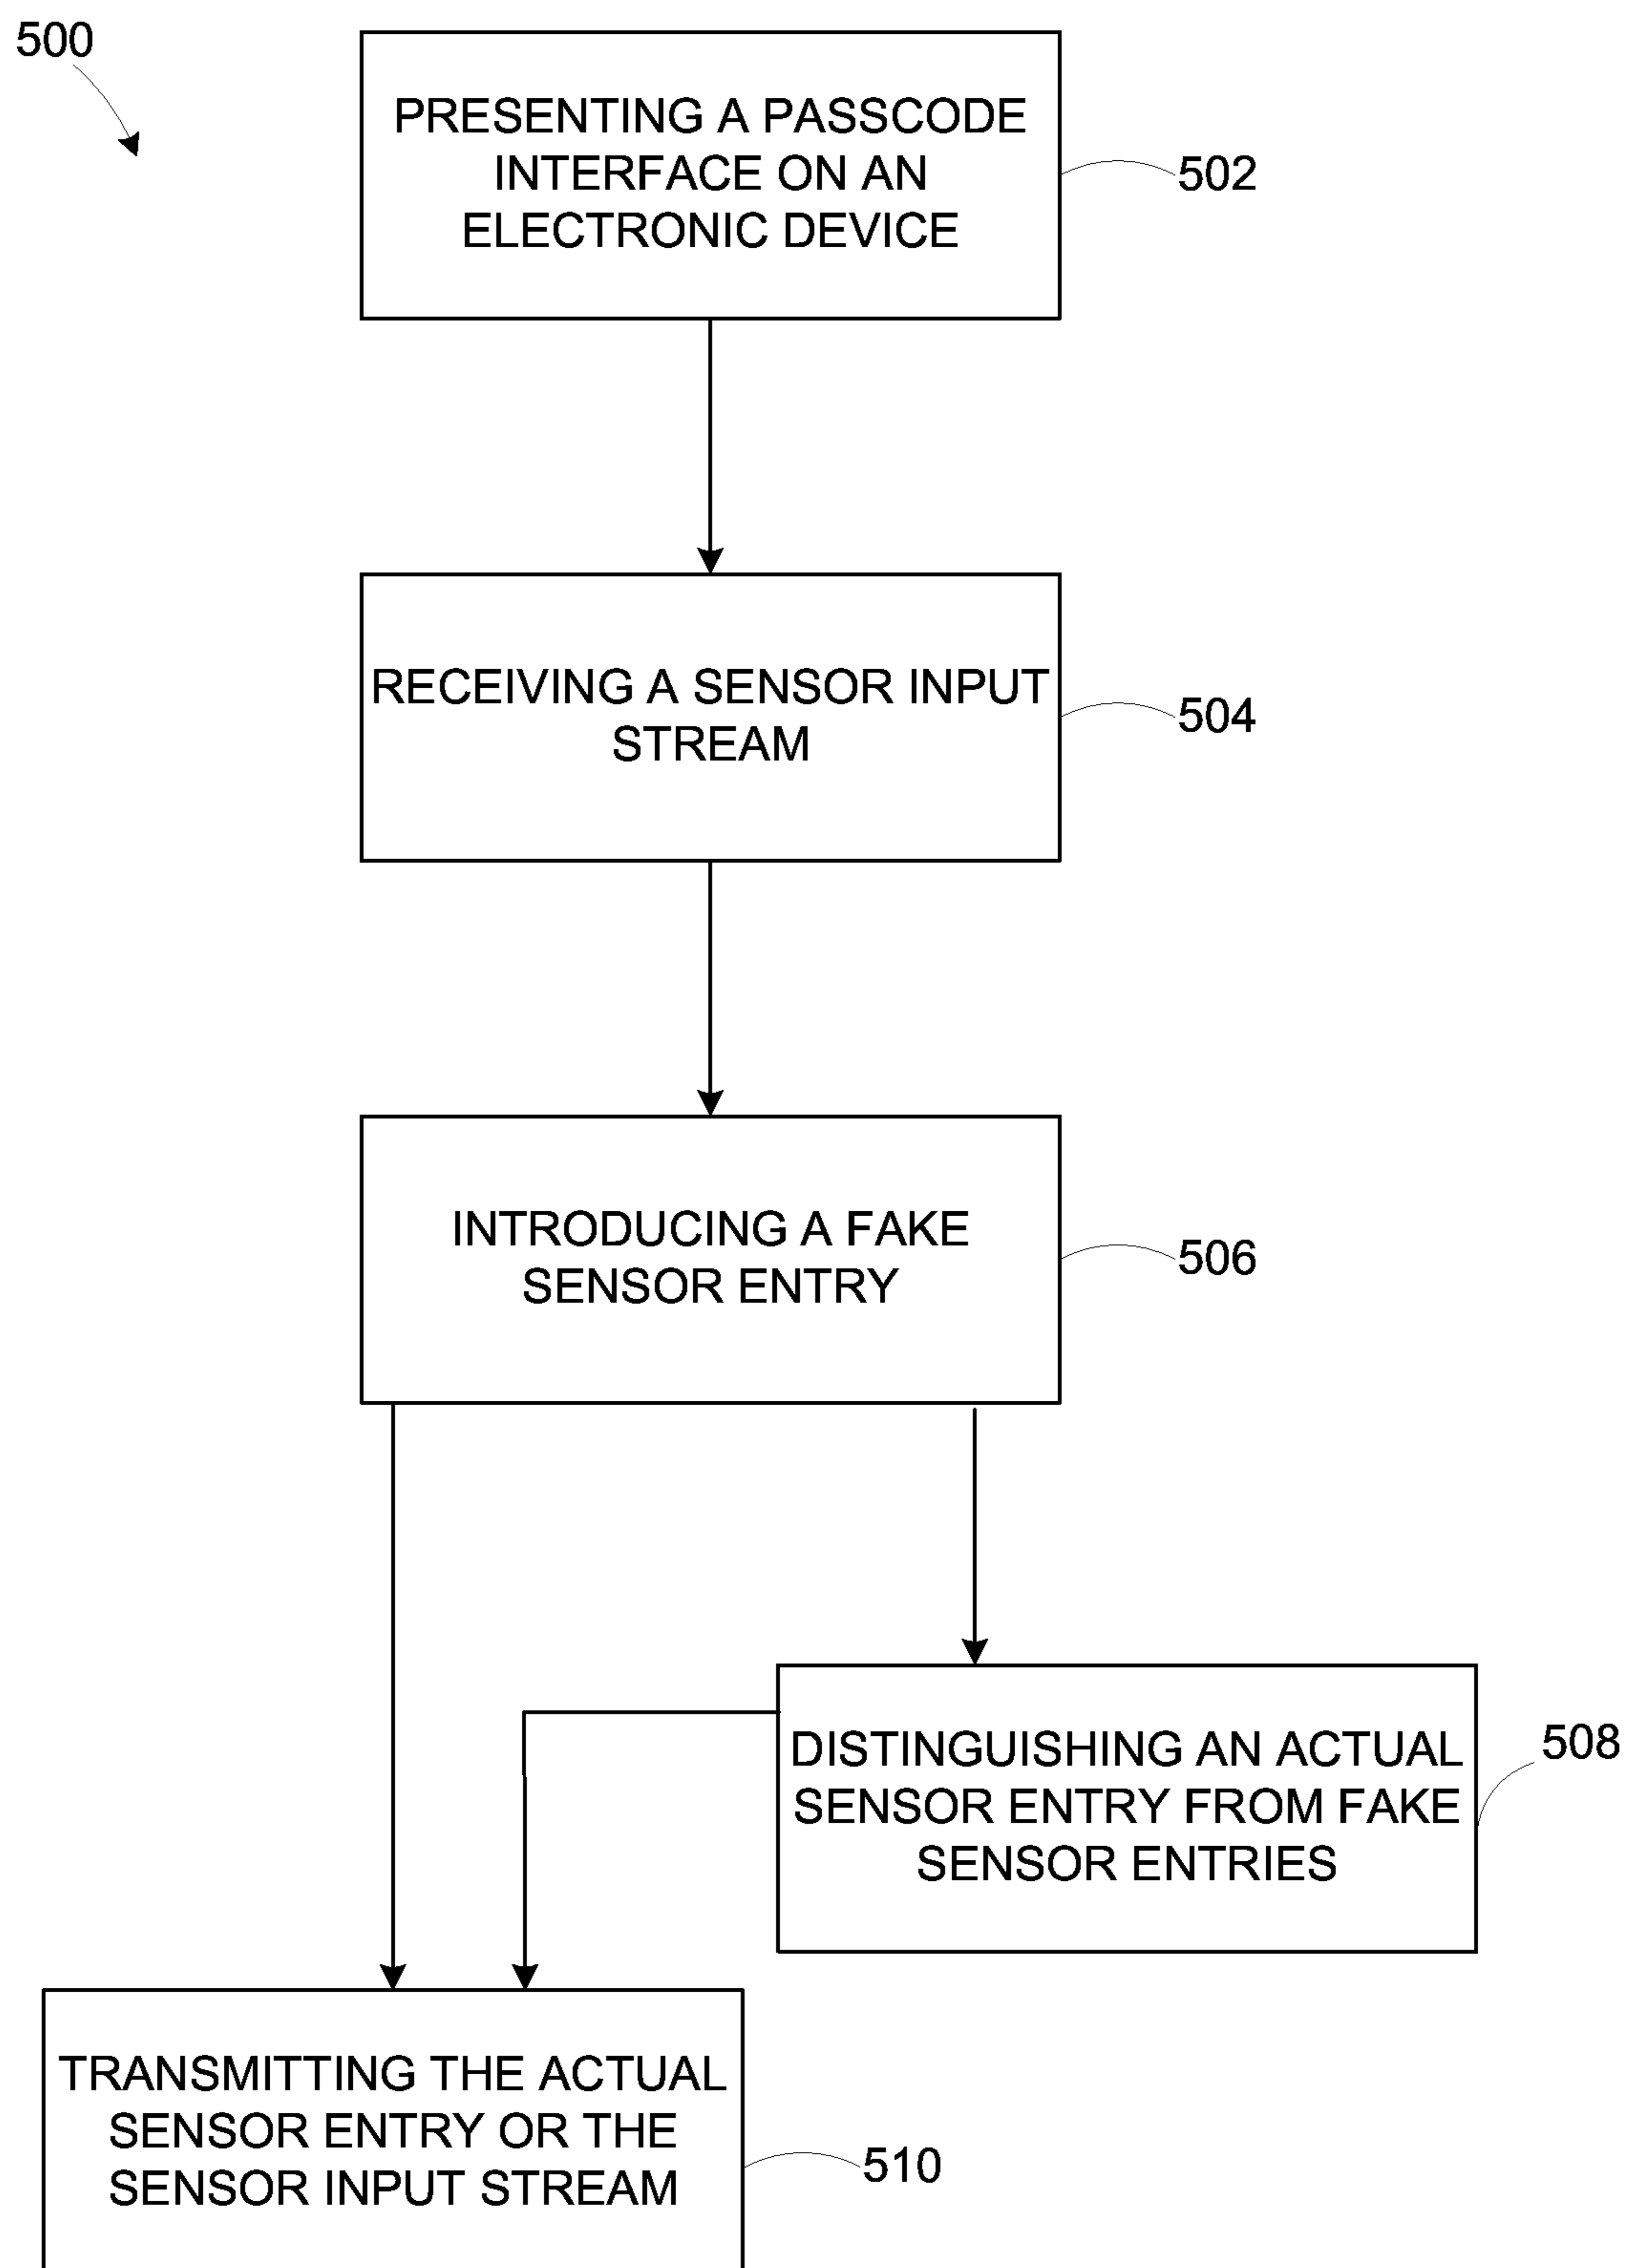 500
PRESENTING A PASSCODE
INTERFACE ON AN
ELECTRONIC DEVICE
502
RECEIVING A SENSOR INPUT
STREAM
504
INTRODUCING A FAKE
SENSOR ENTRY
506
DISTINGUISHING AN ACTUAL
SENSOR ENTRY FROM FAKE
SENSOR ENTRIES
508
TRANSMITTING THE ACTUAL
SENSOR ENTRY OR THE
SENSOR INPUT STREAM
510